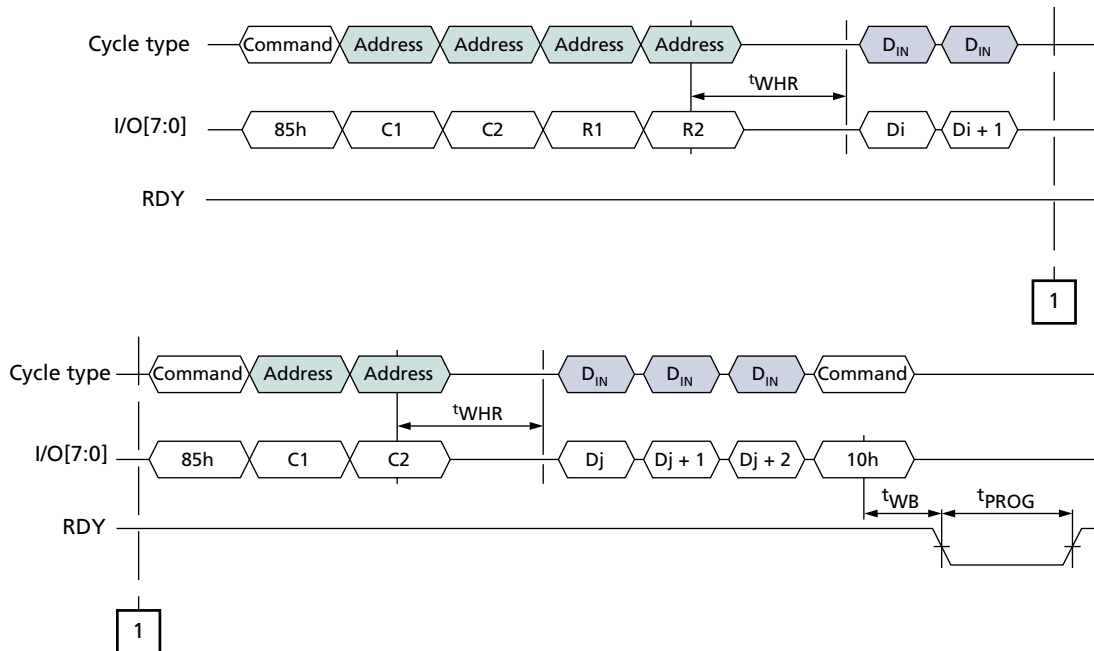 Cycle type Command Address Address Address Address DIN DIN
tWHR
I/O[7:0] 85h C1 C2 R1 R2 Di Di + 1
RDY
1
Cycle type Command Address Address DIN DIN DIN Command
tWHR
I/O[7:0] 85h C1 C2 Dj Dj + 1 Dj + 2 10h
tWB tPROG
RDY
1